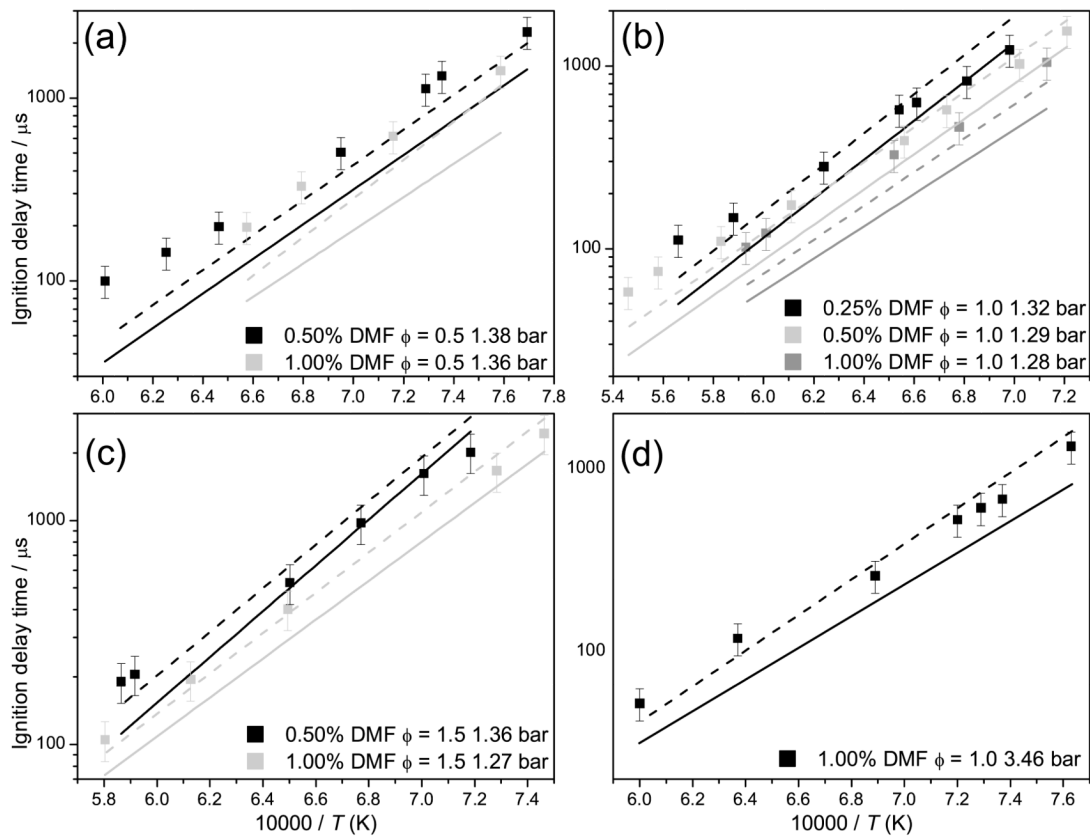 (a)
1000
100
Ignition delay time / μs
0.50% DMF ϕ = 0.5 1.38 bar
1.00% DMF ϕ = 0.5 1.36 bar
6.0 6.2 6.4 6.6 6.8 7.0 7.2 7.4 7.6 7.8
(b)
1000
100
0.25% DMF ϕ = 1.0 1.32 bar
0.50% DMF ϕ = 1.0 1.29 bar
1.00% DMF ϕ = 1.0 1.28 bar
5.4 5.6 5.8 6.0 6.2 6.4 6.6 6.8 7.0 7.2
(c)
1000
100
Ignition delay time / μs
0.50% DMF ϕ = 1.5 1.36 bar
1.00% DMF ϕ = 1.5 1.27 bar
5.8 6.0 6.2 6.4 6.6 6.8 7.0 7.2 7.4
10000 / T (K)
(d)
1000
100
1.00% DMF ϕ = 1.0 3.46 bar
6.0 6.2 6.4 6.6 6.8 7.0 7.2 7.4 7.6
10000 / T (K)